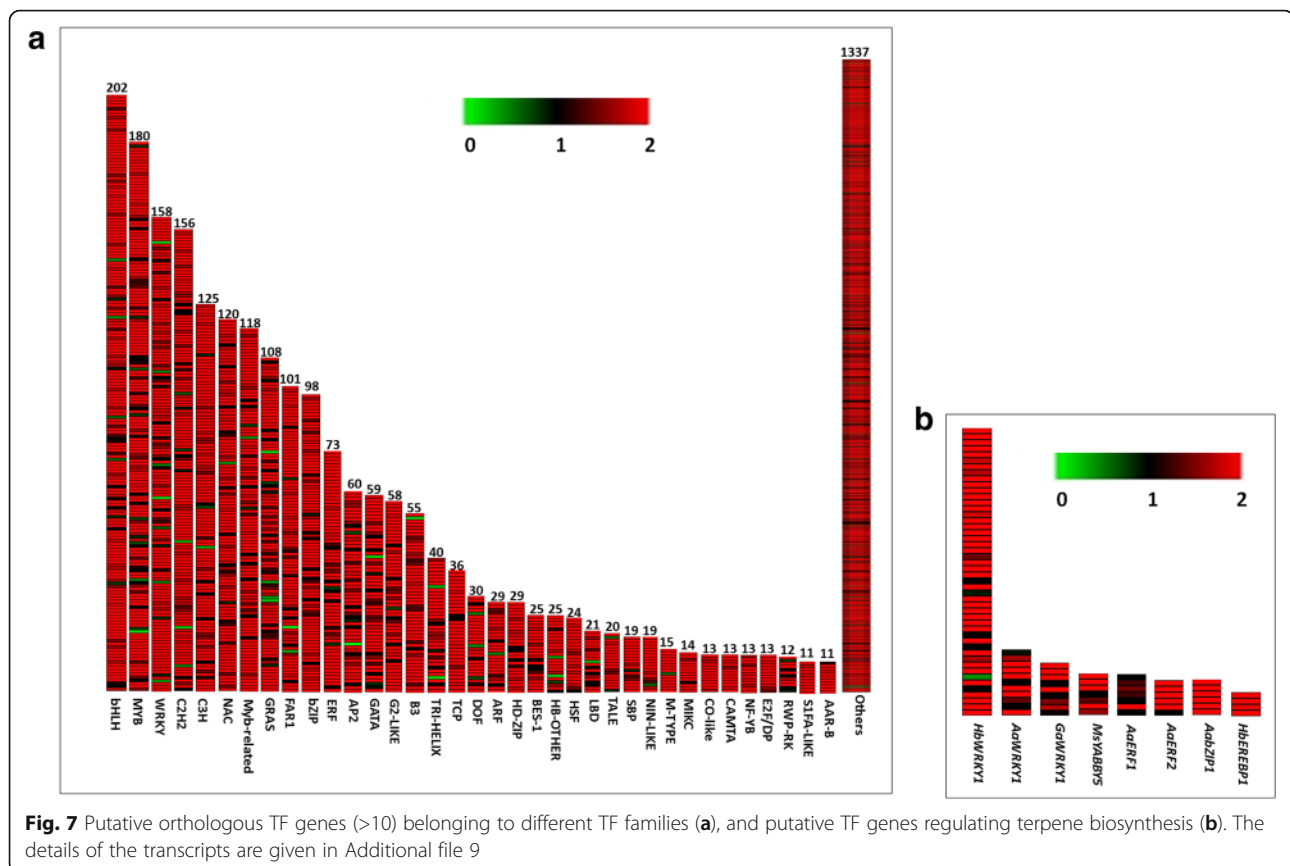 a
1337
202
180
0 1 2
158
156
125
120
118
108
101
98
73
60
59
58
55
40
36
30
29
29
25
25
24
21
20
19
19
15
14
13
13
13
13
12
11
11
bHLH
MYB
WRKY
C2H2
C3H
NAC
Myb-related
GRAS
FAR1
bZIP
ERF
AP2
GATA
G2-LIKE
B3
TRI-HELIX
TCP
DOF
ARF
HD-ZIP
BES-1
HB-OTHER
HSF
LBD
TALE
SBP
NIN-LIKE
M-TYPE
MIKC
CO-like
CAMTA
NF-YB
E2F/DP
RWP-RK
S1FA-LIKE
AAR-B
Others
b
0 1 2
HbWRKY1
AaWRKY1
GaWRKY1
MsYABBY5
AaERF1
AaERF2
AabZIP1
HbEREBP1
Fig. 7 Putative orthologous TF genes (>10) belonging to different TF families (a), and putative TF genes regulating terpene biosynthesis (b). The
details of the transcripts are given in Additional file 9